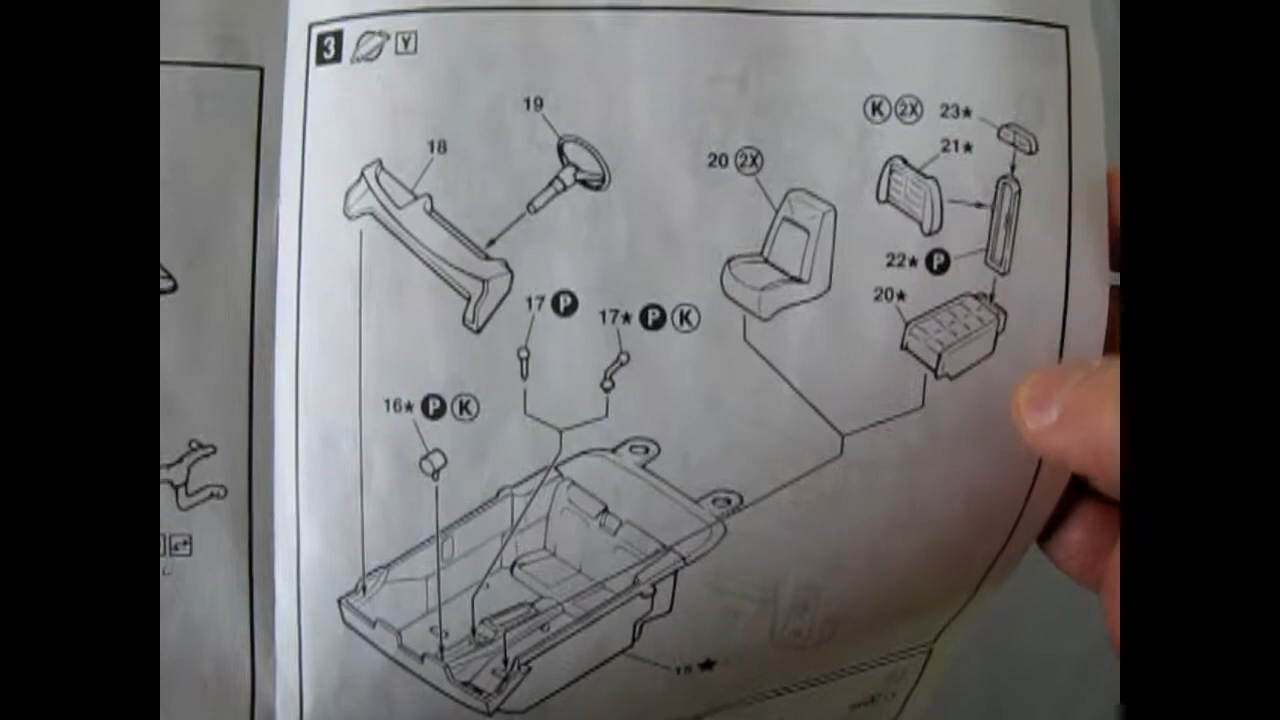 3 Y
19
K 2X 23★
18
21★
20 2X
22★ P
20★
17 P
17★ P K
16★ P K
15★